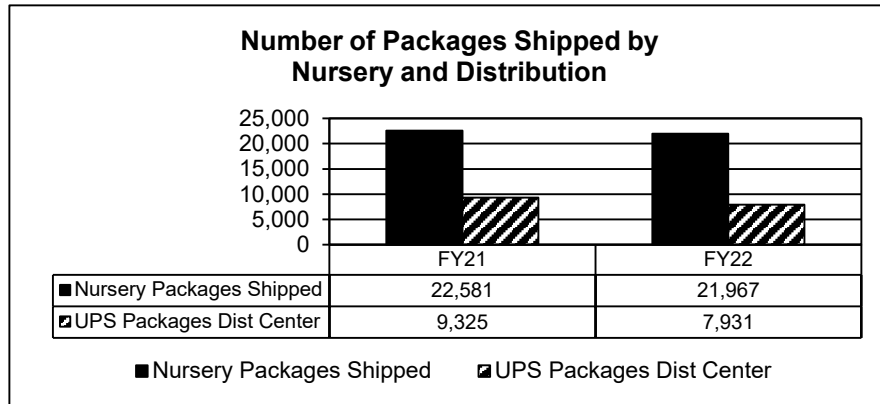 Number of Packages Shipped by
Nursery and Distribution
25,000
20,000
15,000
10,000
5,000
0
FY21 FY22
Nursery Packages Shipped 22,581 21,967
UPS Packages Dist Center 9,325 7,931
Nursery Packages Shipped UPS Packages Dist Center